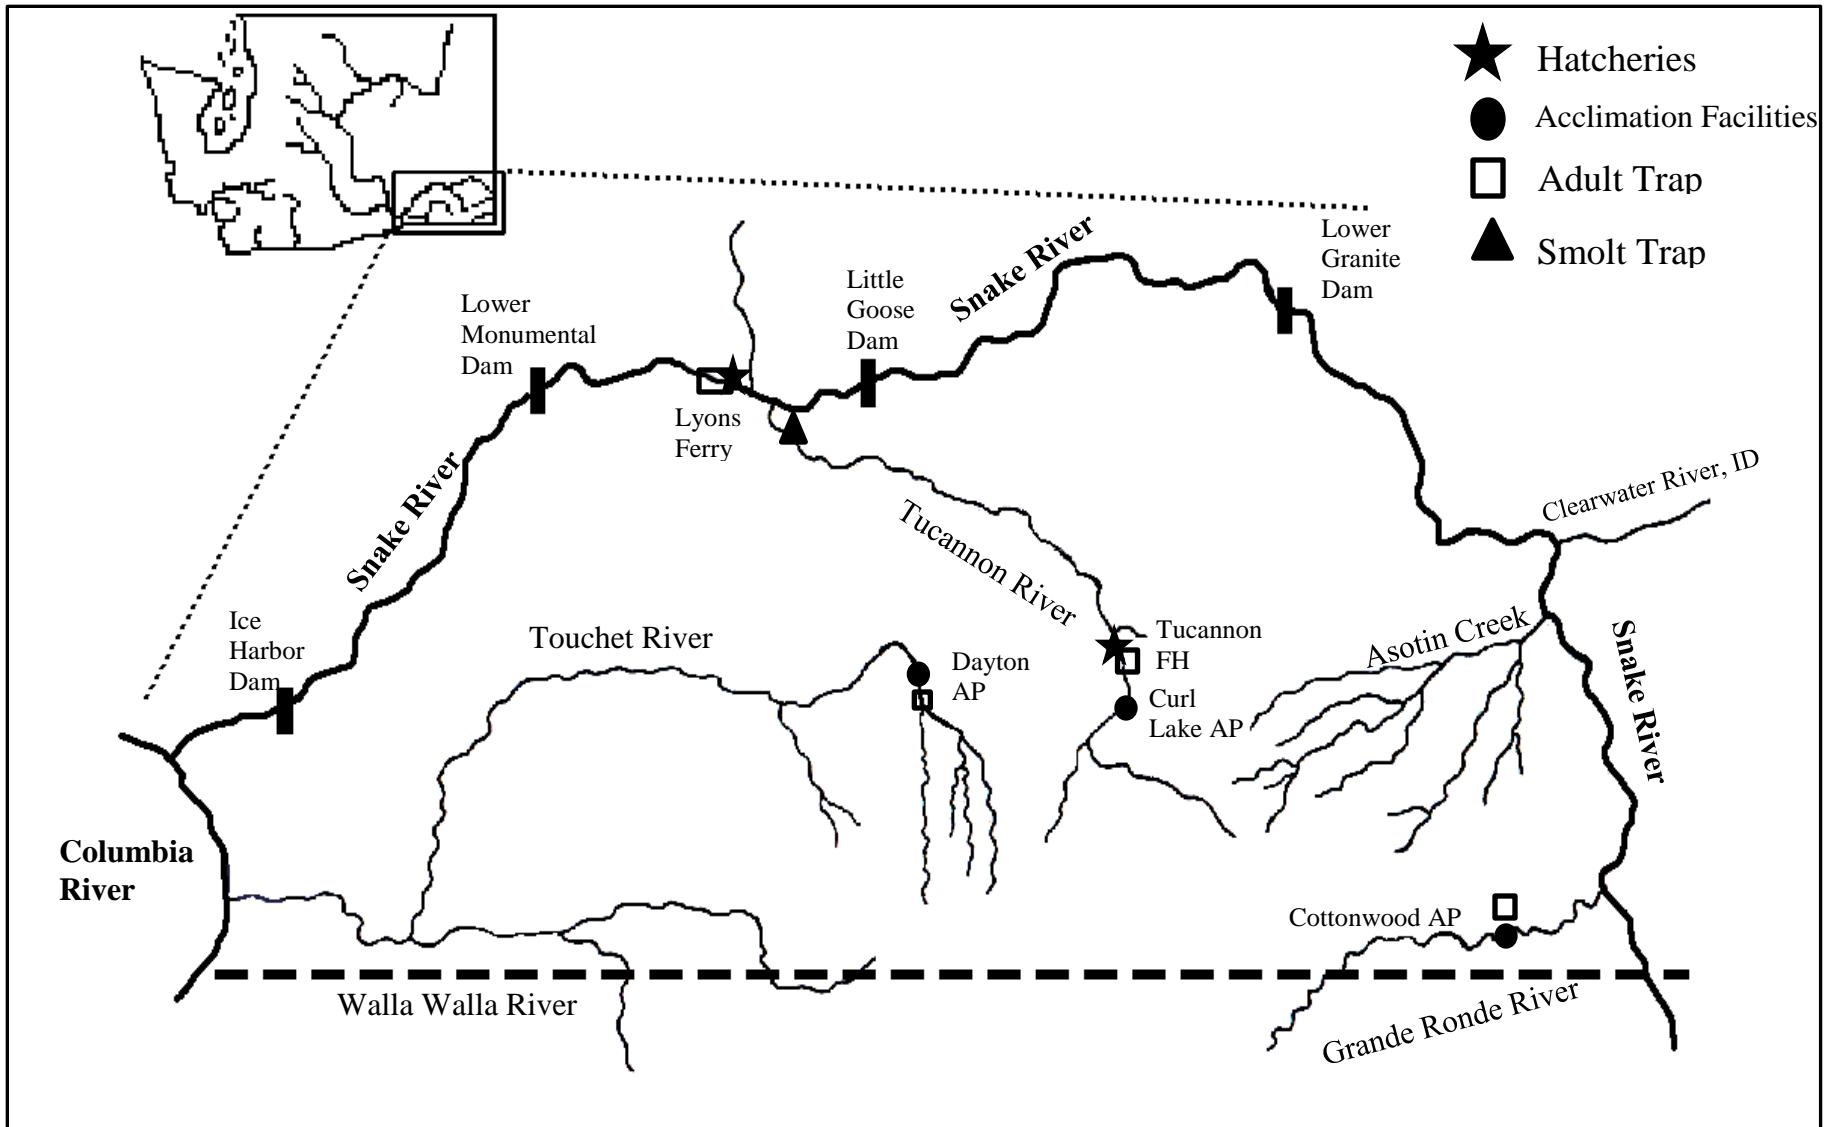 Hatcheries
Acclimation Facilities
Adult Trap
Smolt Trap
Lower
Granite
Dam
Snake River
Little
Goose
Dam
Lower
Monumental
Dam
Lyons
Ferry
Snake River
Clearwater River, ID
Tucannon River
Ice
Harbor
Dam
Touchet River
Dayton
AP
Tucannon
FH
Curl
Lake AP
Asotin Creek
Snake River
Columbia
River
Cottonwood AP
Walla Walla River
Grande Ronde River